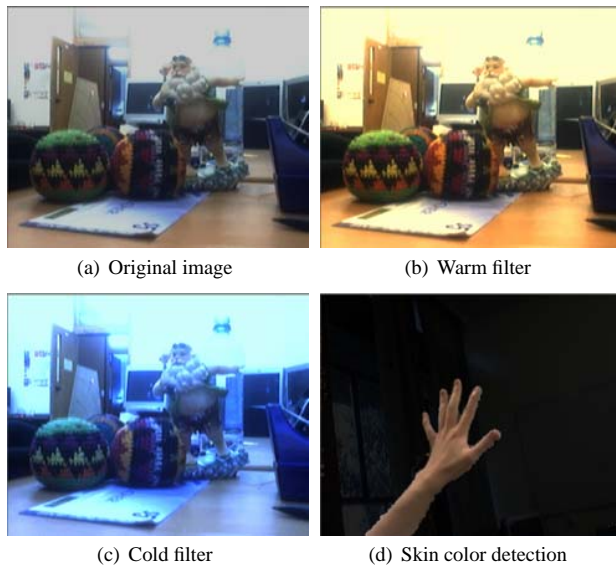 (a) Original image
(b) Warm filter
(c) Cold filter
(d) Skin color detection